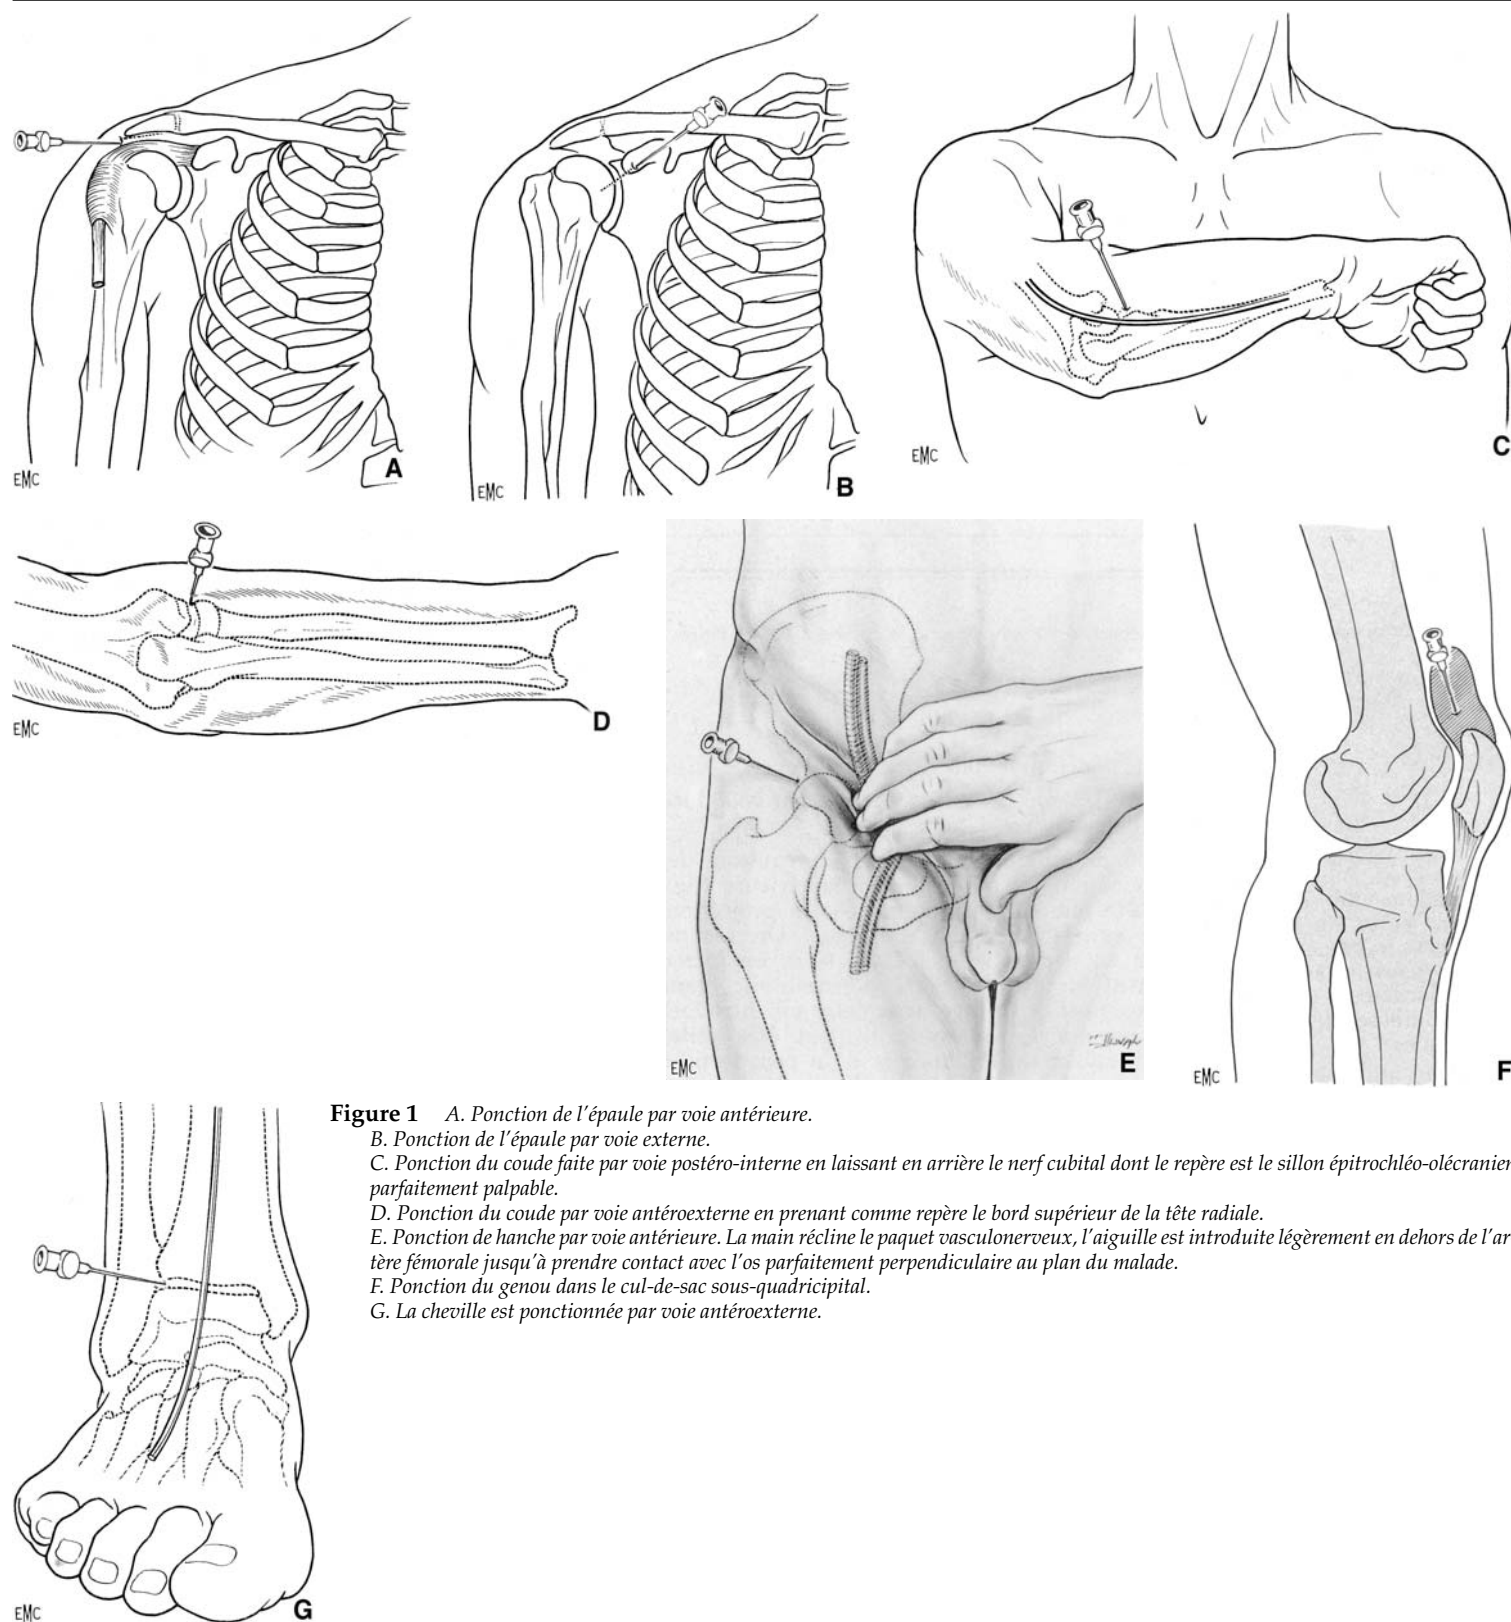 EMC
A
EMC
B
EMC
C
EMC
D
EMC
E
EMC
F
Figure 1 A. Ponction de l'épaule par voie antérieure.
B. Ponction de l'épaule par voie externe.
C. Ponction du coude faite par voie postéro-interne en laissant en arrière le nerf cubital dont le repère est le sillon épitrochléo-olécranien
parfaitement palpable.
D. Ponction du coude par voie antéroexterne en prenant comme repère le bord supérieur de la tête radiale.
E. Ponction de hanche par voie antérieure. La main récline le paquet vasculonerveux, l'aiguille est introduite légèrement en dehors de l'ar
tère fémorale jusqu'à prendre contact avec l'os parfaitement perpendiculaire au plan du malade.
F. Ponction du genou dans le cul-de-sac sous-quadricipital.
G. La cheville est ponctionnée par voie antéroexterne.
EMC
G